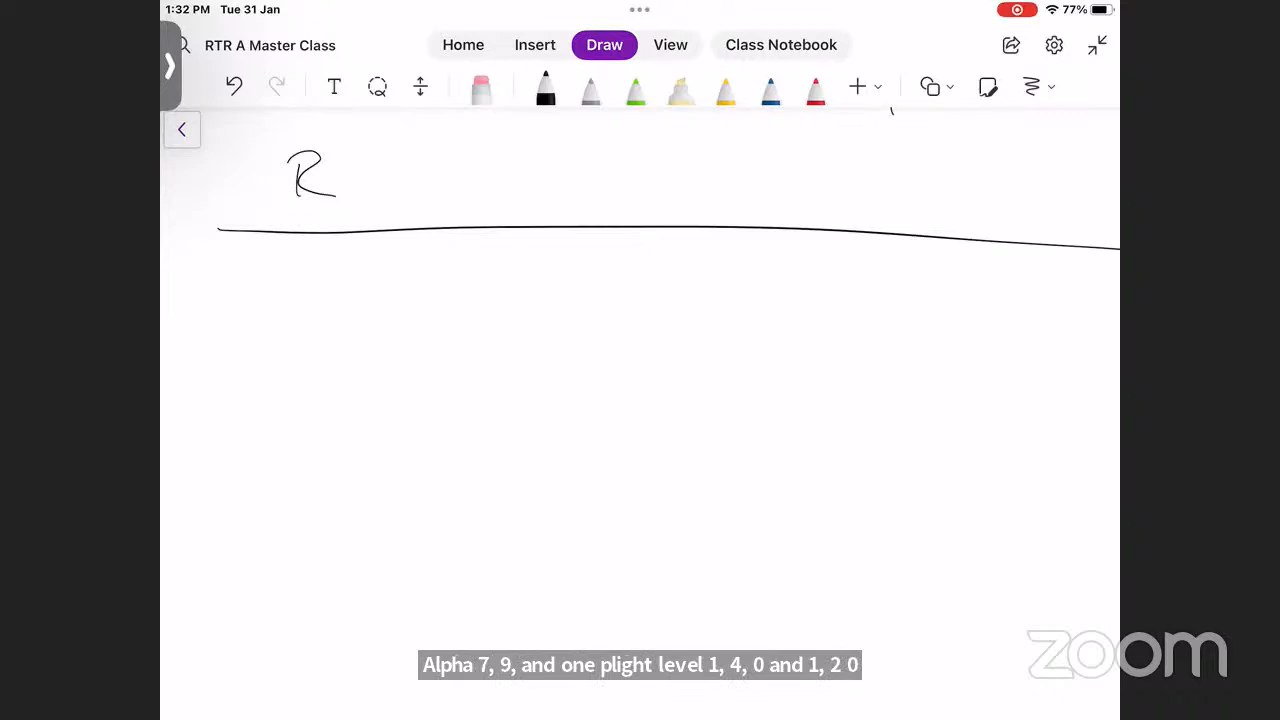 1:32 PM Tue 31 Jan 77%
RTR A Master Class Home Insert Draw View Class Notebook
T
R
Alpha 7, 9, and one plight level 1, 4, 0 and 1, 2 0
zoom